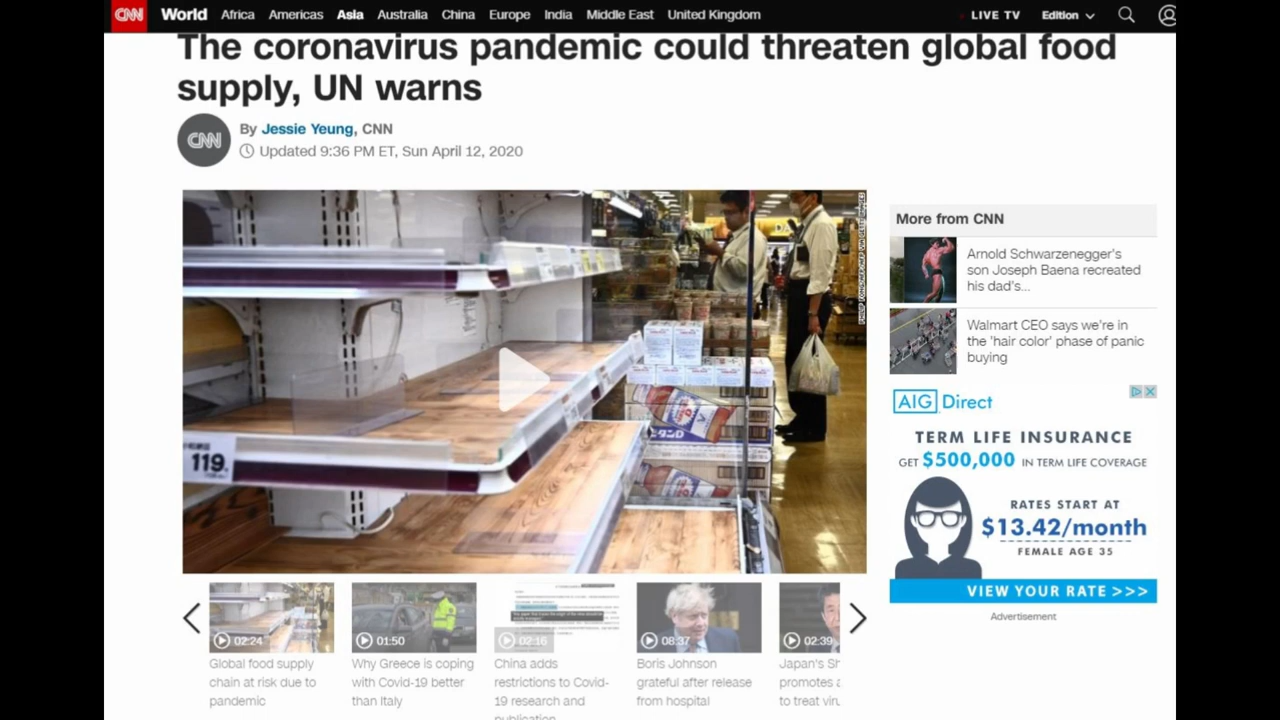 CNN World Africa Americas Asia Australia China Europe India Middle East United Kingdom LIVE TV Edition
The coronavirus pandemic could threaten global food
supply, UN warns
CNN
By Jessie Yeung, CNN
Updated 9:36 PM ET, Sun April 12, 2020
119
More from CNN
Arnold Schwarzenegger's
son Joseph Baena recreated
his dad's...
Walmart CEO says we're in
the 'hair color' phase of panic
buying
AIG Direct
TERM LIFE INSURANCE
GET $500,000 IN TERM LIFE COVERAGE
RATES START AT
$13.42/month
FEMALE AGE 35
VIEW YOUR RATE >>>
Advertisement
02:24
Global food supply
chain at risk due to
pandemic
01:50
Why Greece is coping
with Covid-19 better
than Italy
02:16
China adds
restrictions to Covid-
19 research and
publication
08:37
Boris Johnson
grateful after release
from hospital
02:39
Japan's Sh
promotes a
to treat viru